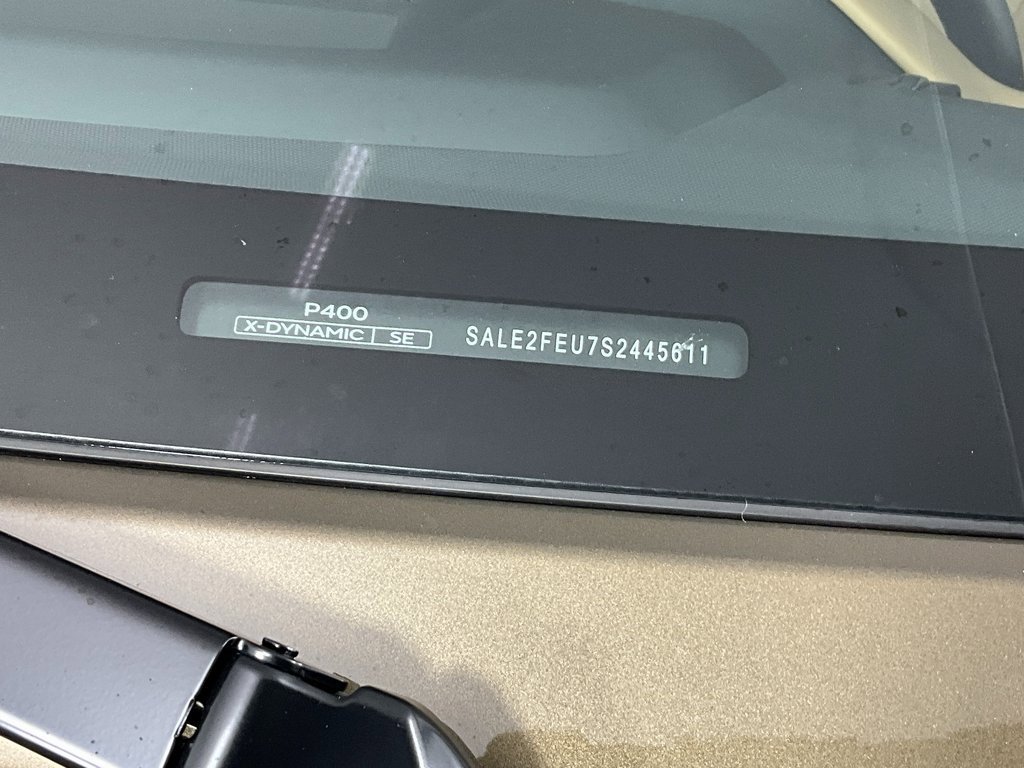 P400
X-DYNAMIC SE
SALE2FEU7S2445611